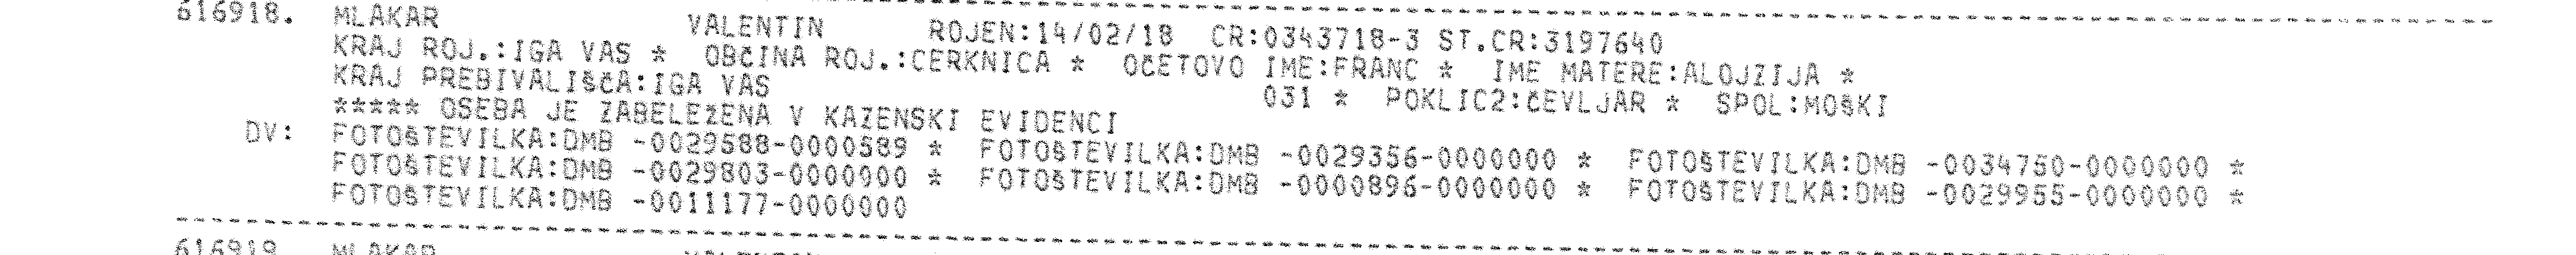 616918. MLAKAR VALENTIN ROJEN:14/02/18 CR:0343718-3 ST.CR:3197640
KRAJ ROJ.:IGA VAS * OBČINA ROJ.:CERKNICA * OČETOVO IME:FRANC * IME MATERE:ALOJZIJA *
KRAJ PREBIVALIŠČA:IGA VAS 031 * POKLIC2:ČEVLJAR * SPOL:MOŠKI
***** OSEBA JE ZABELEŽENA V KAZENSKI EVIDENCI
DV: FOTOŠTEVILKA:DMB -0029588-0000589 * FOTOŠTEVILKA:DMB -0029356-0000000 * FOTOŠTEVILKA:DMB -0034750-0000000 *
FOTOŠTEVILKA:DMB -0029803-0000000 * FOTOŠTEVILKA:DMB -0000896-0000000 * FOTOŠTEVILKA:DMB -0029955-0000000 *
FOTOŠTEVILKA:DMB -0011177-0000000
616919 MLAKAR